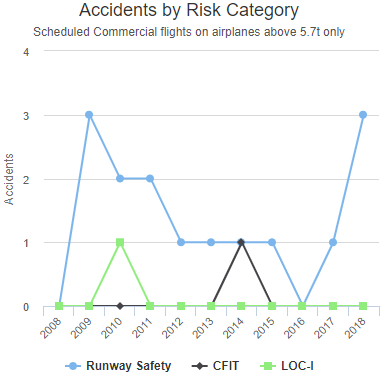 Accidents by Risk Category
Scheduled Commercial flights on airplanes above 5.7t only
4
3
2
1
0
Accidents
2008 2009 2010 2011 2012 2013 2014 2015 2016 2017 2018
Runway Safety CFIT LOC-I